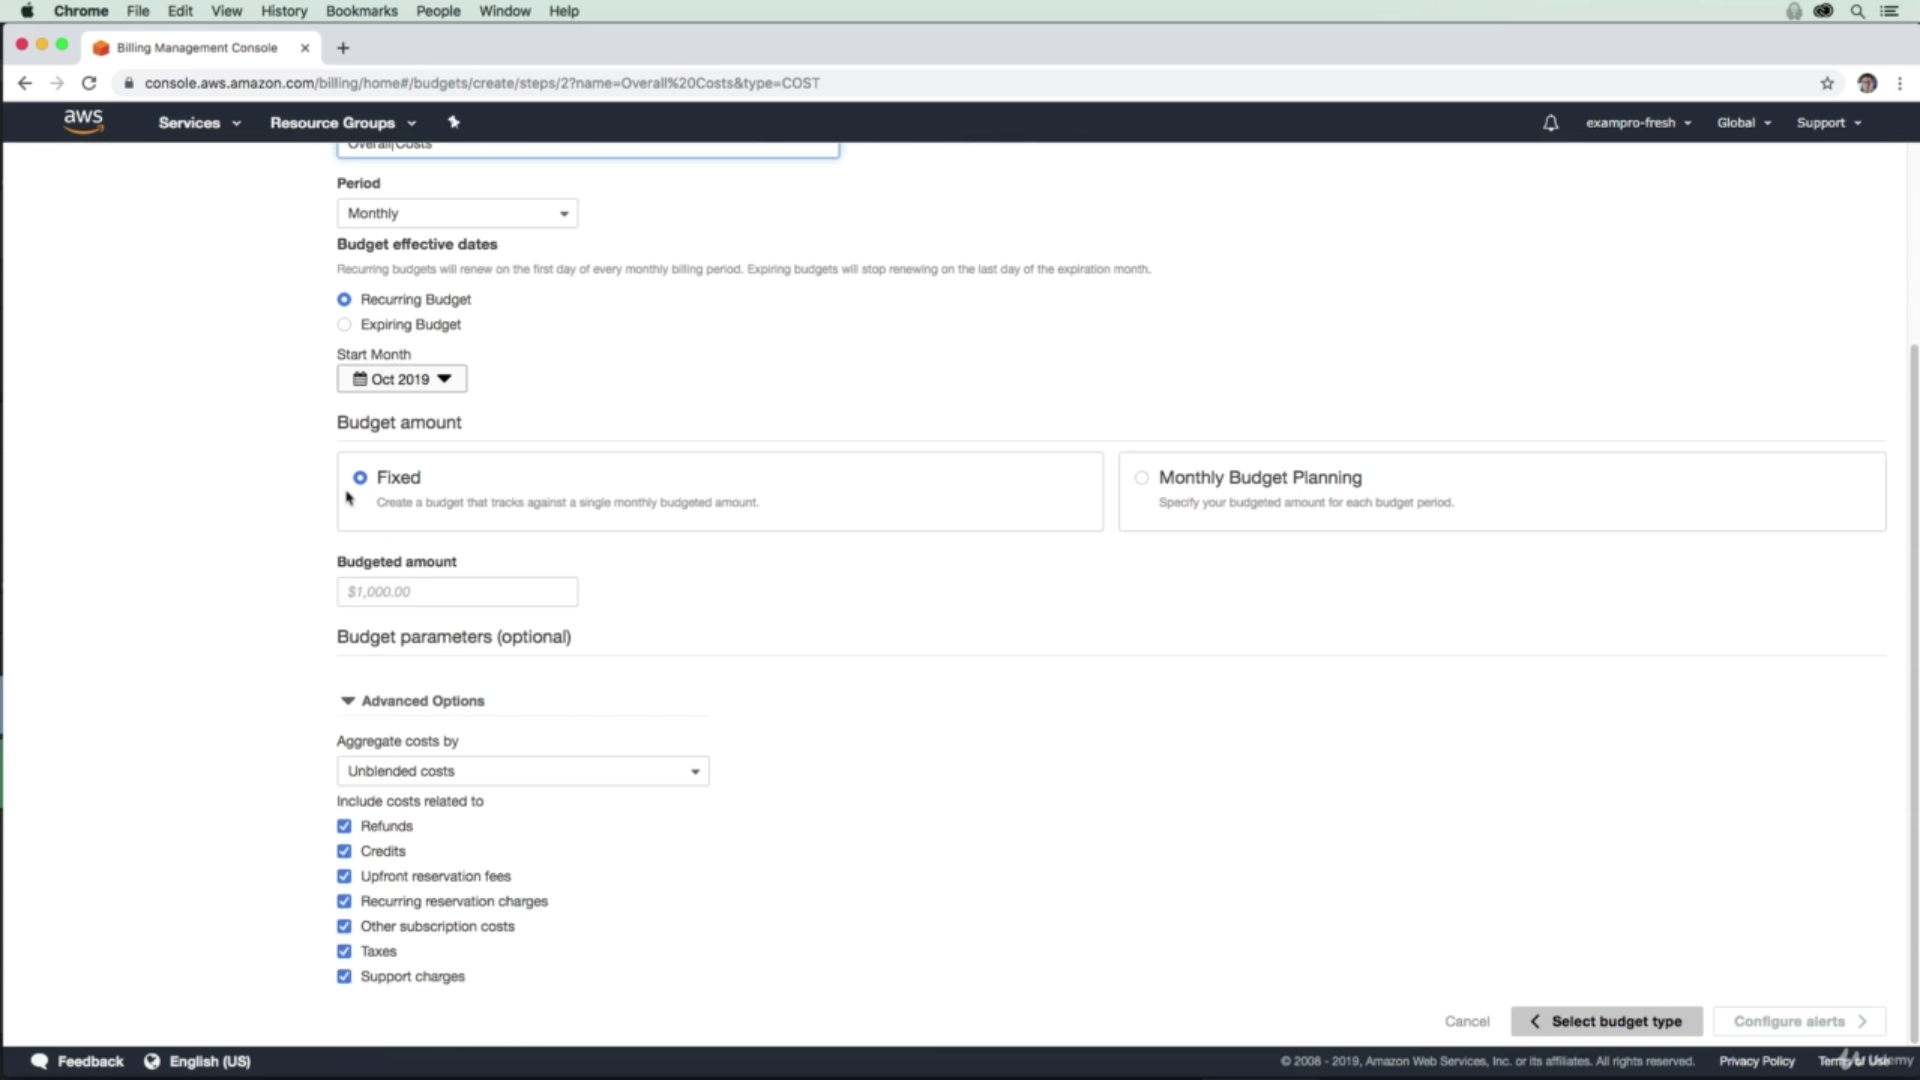 Chrome File Edit View History Bookmarks People Window Help
Billing Management Console
console.aws.amazon.com/billing/home#/budgets/create/steps/2?name=Overall%20Costs&type=COST
aws Services Resource Groups exampro-fresh Global Support
Overall Costs
Period
Monthly
Budget effective dates
Recurring budgets will renew on the first day of every monthly billing period. Expiring budgets will stop renewing on the last day of the expiration month.
Recurring Budget
Expiring Budget
Start Month
Oct 2019
Budget amount
Fixed
Create a budget that tracks against a single monthly budgeted amount.
Monthly Budget Planning
Specify your budgeted amount for each budget period.
Budgeted amount
$1,000.00
Budget parameters (optional)
Advanced Options
Aggregate costs by
Unblended costs
Include costs related to
Refunds
Credits
Upfront reservation fees
Recurring reservation charges
Other subscription costs
Taxes
Support charges
Cancel Select budget type Configure alerts
Feedback English (US) © 2008 - 2019, Amazon Web Services, Inc. or its affiliates. All rights reserved. Privacy Policy Terms of Use
Udemy